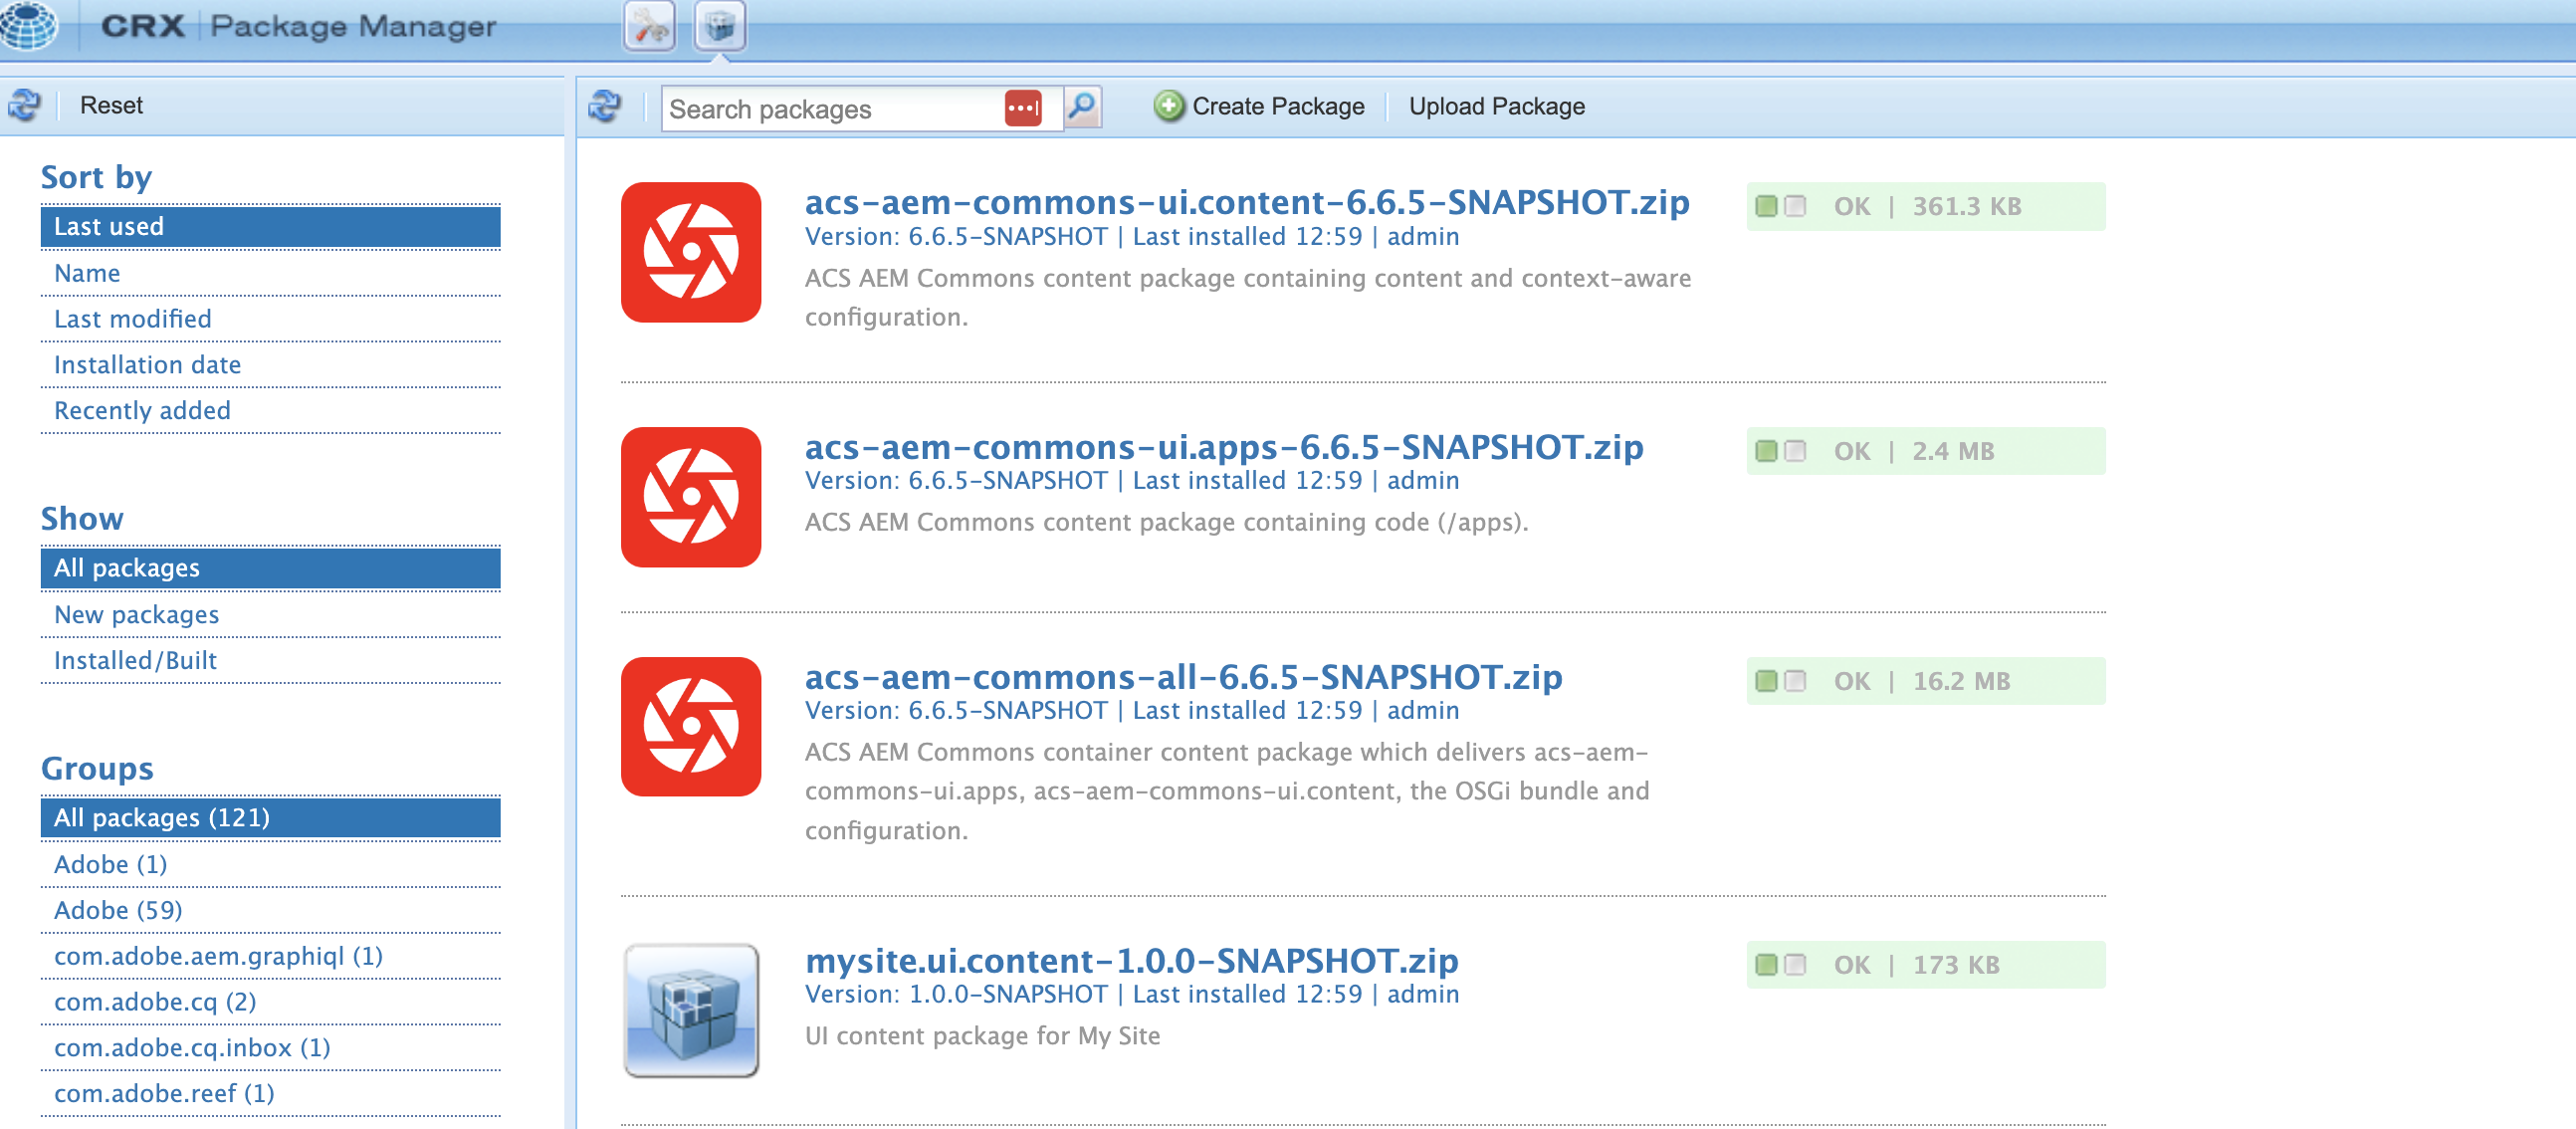 CRX | Package Manager
Reset
Sort by
Last used
Name
Last modified
Installation date
Recently added
Show
All packages
New packages
Installed/Built
Groups
All packages (121)
Adobe (1)
Adobe (59)
com.adobe.aem.graphiql (1)
com.adobe.cq (2)
com.adobe.cq.inbox (1)
com.adobe.reef (1)
Search packages
Create Package
Upload Package
acs-aem-commons-ui.content-6.6.5-SNAPSHOT.zip
OK | 361.3 KB
Version: 6.6.5-SNAPSHOT | Last installed 12:59 | admin
ACS AEM Commons content package containing content and context-aware
configuration.
acs-aem-commons-ui.apps-6.6.5-SNAPSHOT.zip
OK | 2.4 MB
Version: 6.6.5-SNAPSHOT | Last installed 12:59 | admin
ACS AEM Commons content package containing code (/apps).
acs-aem-commons-all-6.6.5-SNAPSHOT.zip
OK | 16.2 MB
Version: 6.6.5-SNAPSHOT | Last installed 12:59 | admin
ACS AEM Commons container content package which delivers acs-aem-
commons-ui.apps, acs-aem-commons-ui.content, the OSGi bundle and
configuration.
mysite.ui.content-1.0.0-SNAPSHOT.zip
OK | 173 KB
Version: 1.0.0-SNAPSHOT | Last installed 12:59 | admin
UI content package for My Site